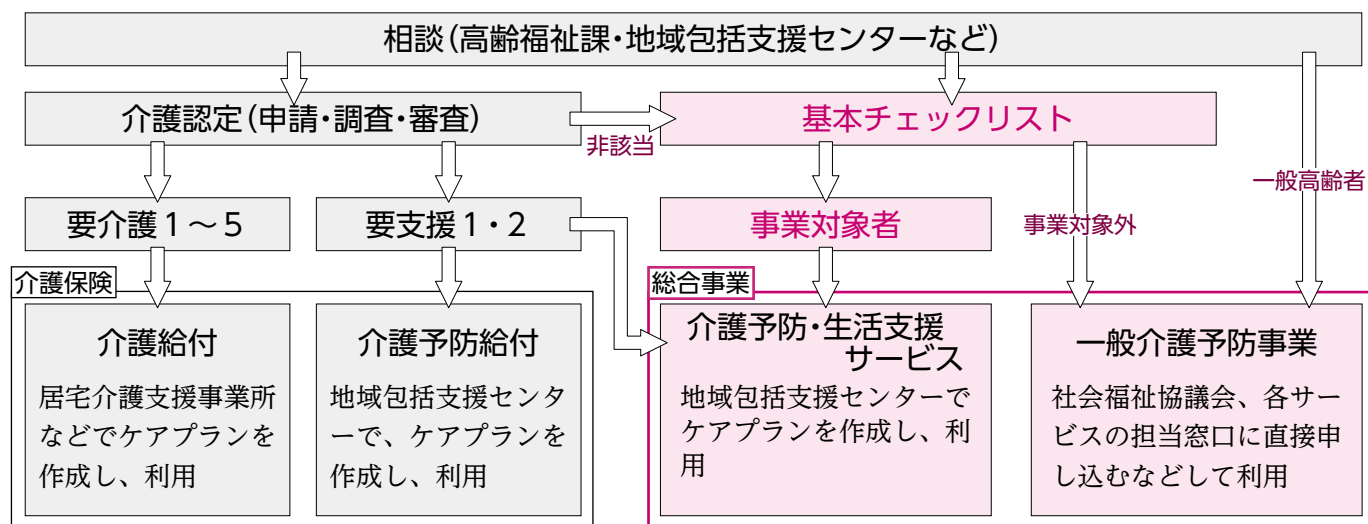 相談(高齢福祉課・地域包括支援センターなど)
介護認定(申請・調査・審査)
非該当
基本チェックリスト
一般高齢者
要介護1〜5
要支援1・2
事業対象者
事業対象外
介護保険
総合事業
介護給付
居宅介護支援事業所
などでケアプランを
作成し、利用
介護予防給付
地域包括支援センタ
ーで、ケアプランを
作成し、利用
介護予防・生活支援
サービス
地域包括支援センターで
ケアプランを作成し、利
用
一般介護予防事業
社会福祉協議会、各サー
ビスの担当窓口に直接申
し込むなどして利用